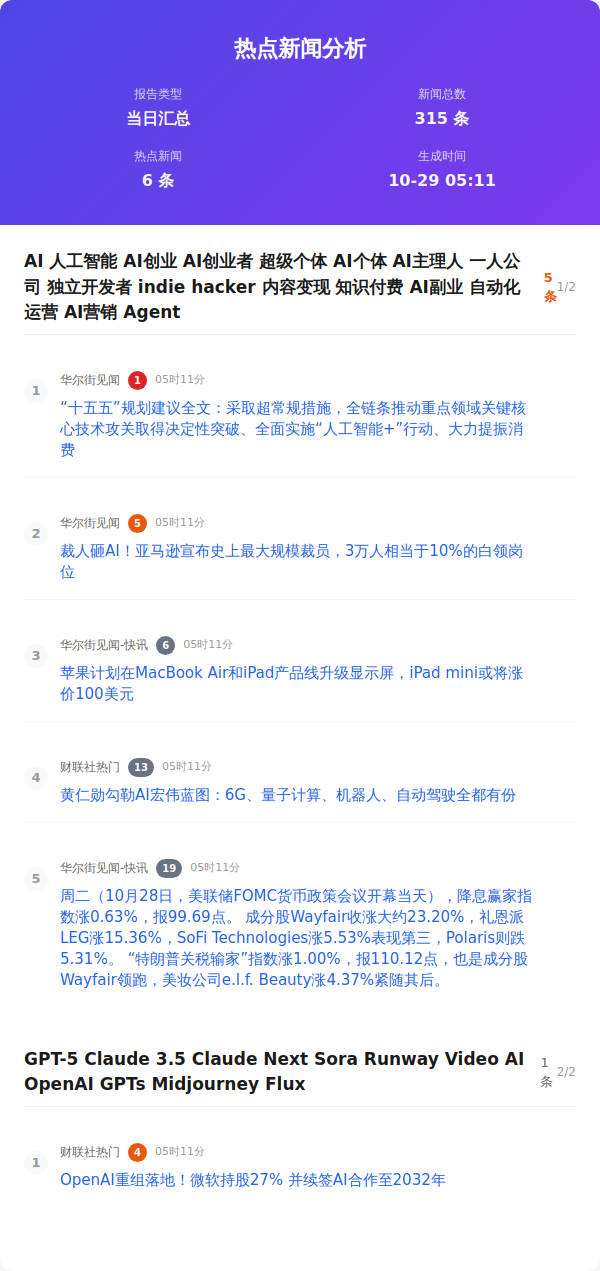 热点新闻分析
报告类型
新闻总数
当日汇总
315 条
热点新闻
生成时间
6 条
10-29 05:11
AI 人工智能 AI创业 AI创业者 超级个体 AI个体 AI主理人 一人公
司 独立开发者 indie hacker 内容变现 知识付费 AI副业 自动化
运营 AI营销 Agent
5
条
1/2
1
华尔街见闻 1 05时11分
“十五五”规划建议全文：采取超常规措施，全链条推动重点领域关键核
心技术攻关取得决定性突破、全面实施“人工智能+”行动、大力提振消
费
2
华尔街见闻 5 05时11分
裁人砸AI！亚马逊宣布史上最大规模裁员，3万人相当于10%的白领岗
位
3
华尔街见闻-快讯 6 05时11分
苹果计划在MacBook Air和iPad产品线升级显示屏，iPad mini或将涨
价100美元
4
财联社热门 13 05时11分
黄仁勋勾勒AI宏伟蓝图：6G、量子计算、机器人、自动驾驶全都有份
5
华尔街见闻-快讯 19 05时11分
周二（10月28日，美联储FOMC货币政策会议开幕当天），降息赢家指
数涨0.63%，报99.69点。 成分股Wayfair收涨大约23.20%，礼恩派
LEG涨15.36%，SoFi Technologies涨5.53%表现第三，Polaris则跌
5.31%。 “特朗普关税输家”指数涨1.00%，报110.12点，也是成分股
Wayfair领跑，美妆公司e.l.f. Beauty涨4.37%紧随其后。
GPT-5 Claude 3.5 Claude Next Sora Runway Video AI
OpenAI GPTs Midjourney Flux
1
条
2/2
1
财联社热门 4 05时11分
OpenAI重组落地！微软持股27% 并续签AI合作至2032年